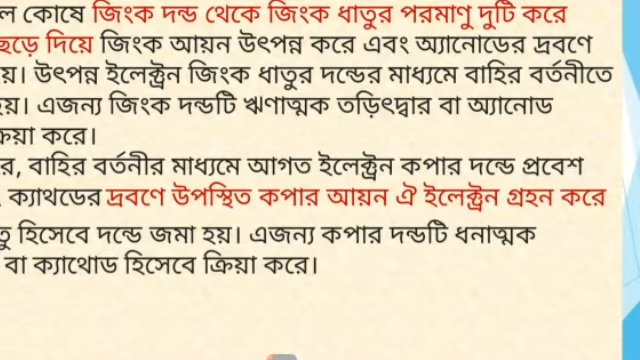 ল কোষে জিংক দন্ড থেকে জিংক ধাতুর পরমাণু দুটি করে
ছেড়ে দিয়ে জিংক আয়ন উৎপন্ন করে এবং অ্যানোডের দ্রবণে
য়। উৎপন্ন ইলেক্ট্রন জিংক ধাতুর দন্ডের মাধ্যমে বাহির বর্তনীতে
হয়। এজন্য জিংক দন্ডটি ঋণাত্মক তড়িৎদ্বার বা অ্যানোড
ক্রিয়া করে।
রে, বাহির বর্তনীর মাধ্যমে আগত ইলেক্ট্রন কপার দন্ডে প্রবেশ
ক্যাথডের দ্রবণে উপস্থিত কপার আয়ন ঐ ইলেক্ট্রন গ্রহন করে
তু হিসেবে দন্ডে জমা হয়। এজন্য কপার দন্ডটি ধনাত্মক
বা ক্যাথোড হিসেবে ক্রিয়া করে।